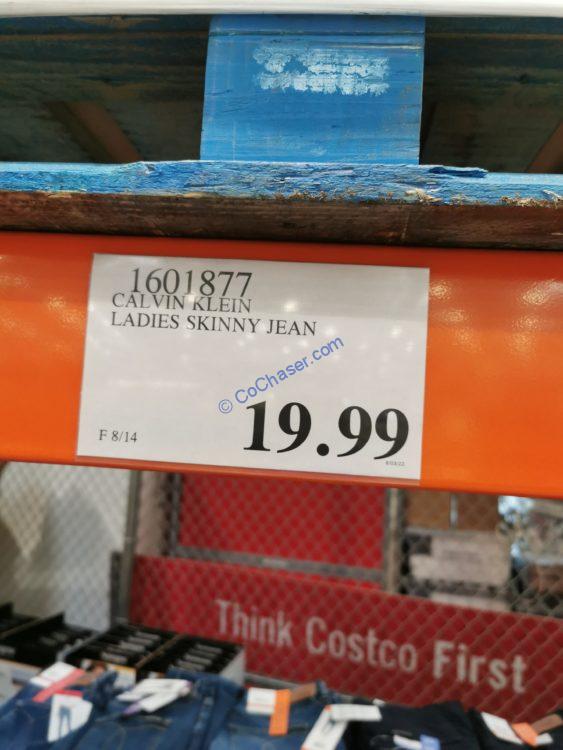 1601877
CALVIN KLEIN
LADIES SKINNY JEAN
© CoChaser.com
19.99
F 8/14
Think Costco First